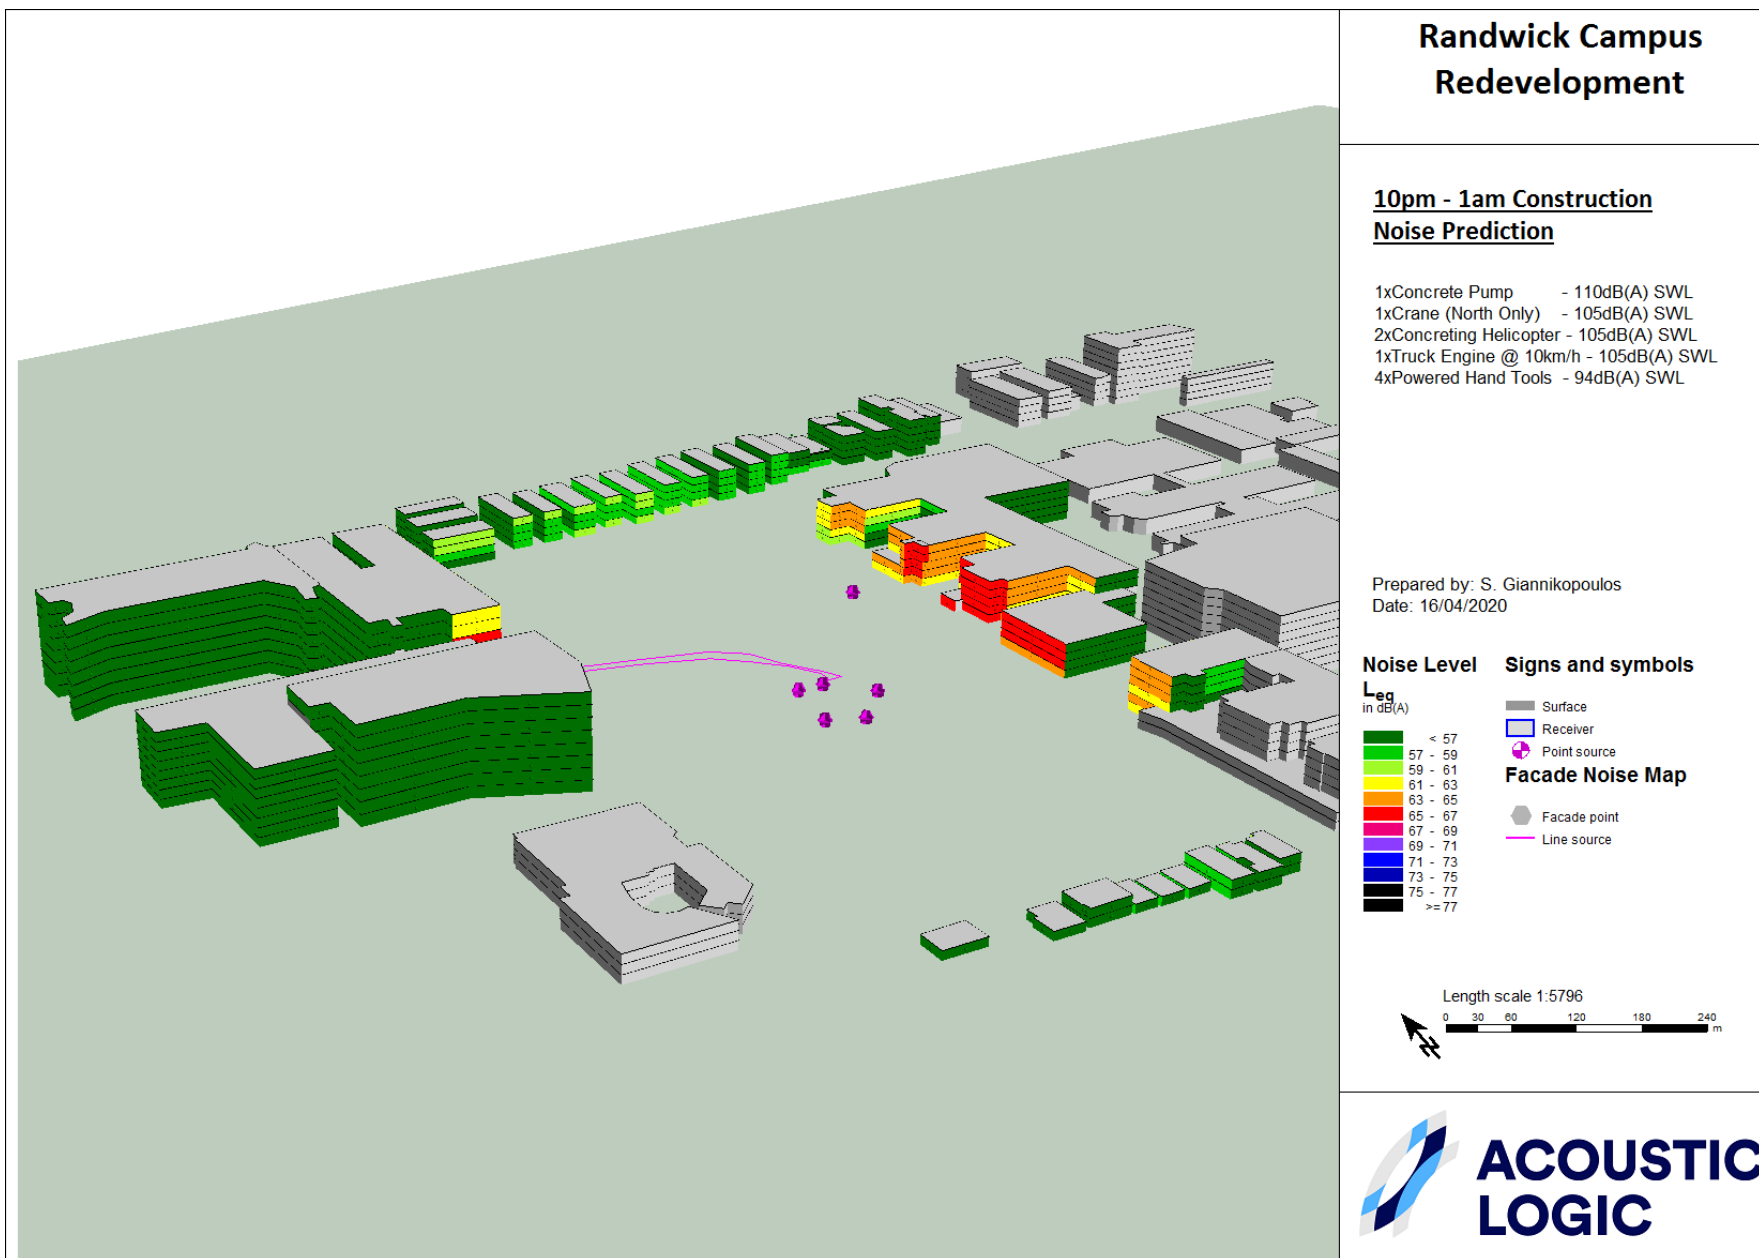 Randwick Campus
Redevelopment
10pm - 1am Construction
Noise Prediction
1xConcrete Pump - 110dB(A) SWL
1xCrane (North Only) - 105dB(A) SWL
2xConcreting Helicopter - 105dB(A) SWL
1xTruck Engine @ 10km/h - 105dB(A) SWL
4xPowered Hand Tools - 94dB(A) SWL
Prepared by: S. Giannikopoulos
Date: 16/04/2020
Noise Level
Leq
in dB(A)
< 57
57 - 59
59 - 61
61 - 63
63 - 65
65 - 67
67 - 69
69 - 71
71 - 73
73 - 75
75 - 77
>= 77
Signs and symbols
Surface
Receiver
Point source
Facade Noise Map
Facade point
Line source
Length scale 1:5796
0 30 60 120 180 240
m
N
ACOUSTIC
LOGIC